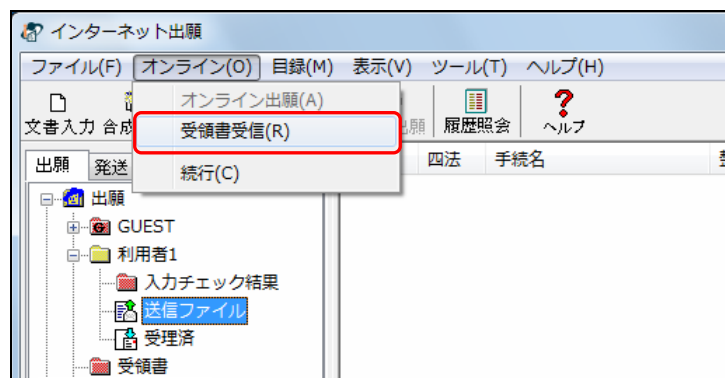 インターネット出願
ファイル(F) オンライン(O) 目録(M) 表示(V) ツール(T) ヘルプ(H)
オンライン出願(A)
受領書受信(R)
続行(C)
文書入力 合成 出願 履歴照会 ヘルプ
出願 発送 四法 手続名
出願
GUEST
利用者1
入力チェック結果
送信ファイル
受理済
受領書